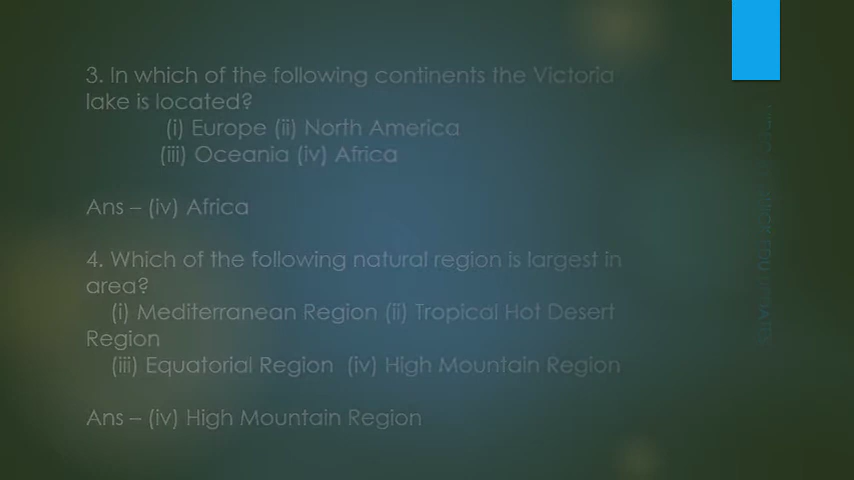 3. In which of the following continents the Victoria
lake is located?
(i) Europe (ii) North America
(iii) Oceania (iv) Africa
Ans – (iv) Africa
4. Which of the following natural region is largest in
area?
(i) Mediterranean Region (ii) Tropical Hot Desert
Region
(iii) Equatorial Region (iv) High Mountain Region
Ans – (iv) High Mountain Region